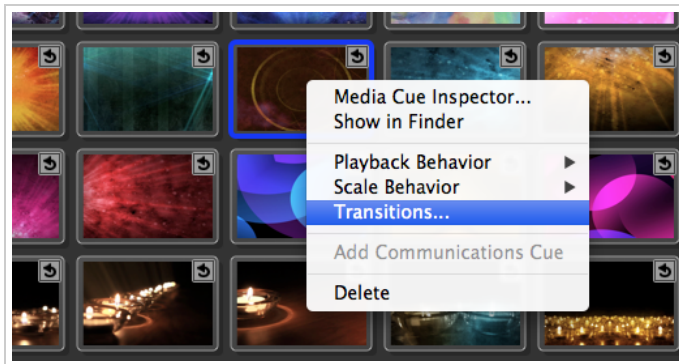 Media Cue Inspector...
Show in Finder
Playback Behavior
Scale Behavior
Transitions...
Add Communications Cue
Delete